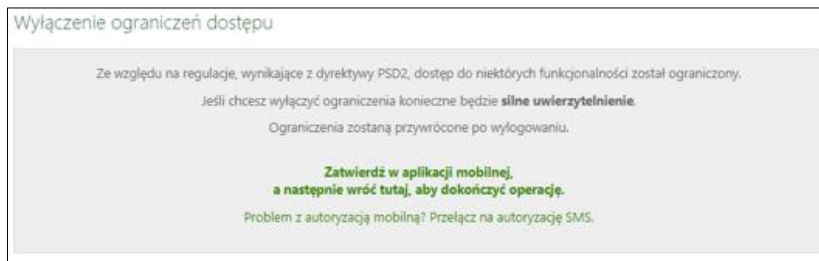 Wyłączenie ograniczeń dostępu
Ze względu na regulacje, wynikające z dyrektywy PSD2, dostęp do niektórych funkcjonalności został ograniczony.
Jeśli chcesz wyłączyć ograniczenia konieczne będzie silne uwierzytelnienie.
Ograniczenia zostaną przywrócone po wylogowaniu.
Zatwierdź w aplikacji mobilnej,
a następnie wróć tutaj, aby dokończyć operację.
Problem z autoryzacją mobilną? Przełącz na autoryzację SMS.